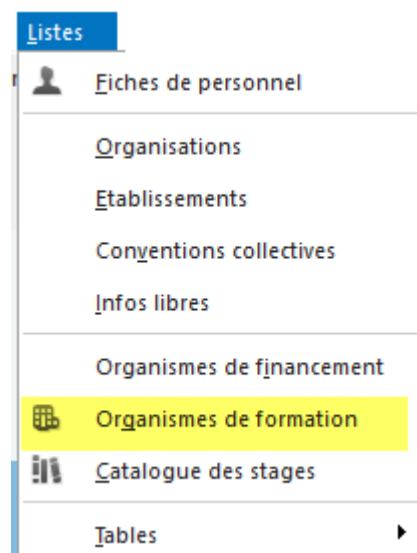 Listes
Fiches de personnel
Organisations
Etablissements
Conventions collectives
Infos libres
Organismes de financement
Organismes de formation
Catalogue des stages
Tables